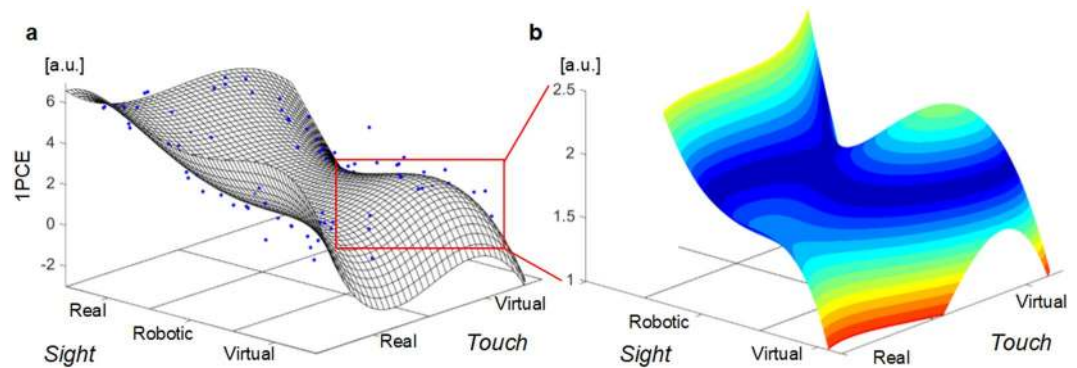 a
[a.u.]
6
4
2
0
-2
1PCE
Real
Robotic
Virtual
Sight
Real
Virtual
Touch
b
[a.u.]
2.5
2
1.5
1
Robotic
Virtual
Sight
Real
Virtual
Touch